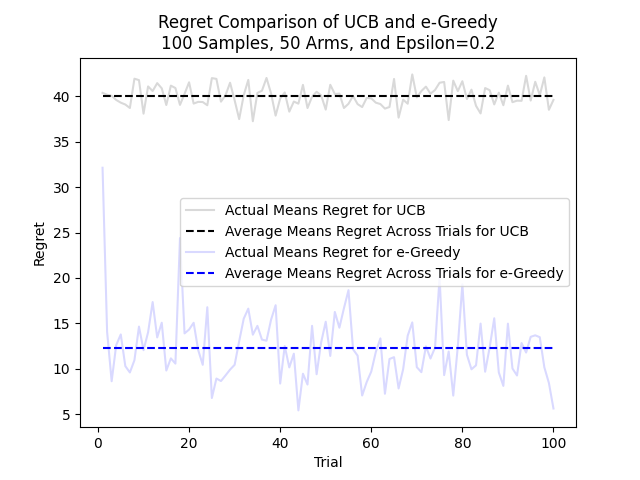 Regret Comparison of UCB and e-Greedy
100 Samples, 50 Arms, and Epsilon=0.2
Regret
40
35
30
25
20
15
10
5
Actual Means Regret for UCB
Average Means Regret Across Trials for UCB
Actual Means Regret for e-Greedy
Average Means Regret Across Trials for e-Greedy
0 20 40 60 80 100
Trial